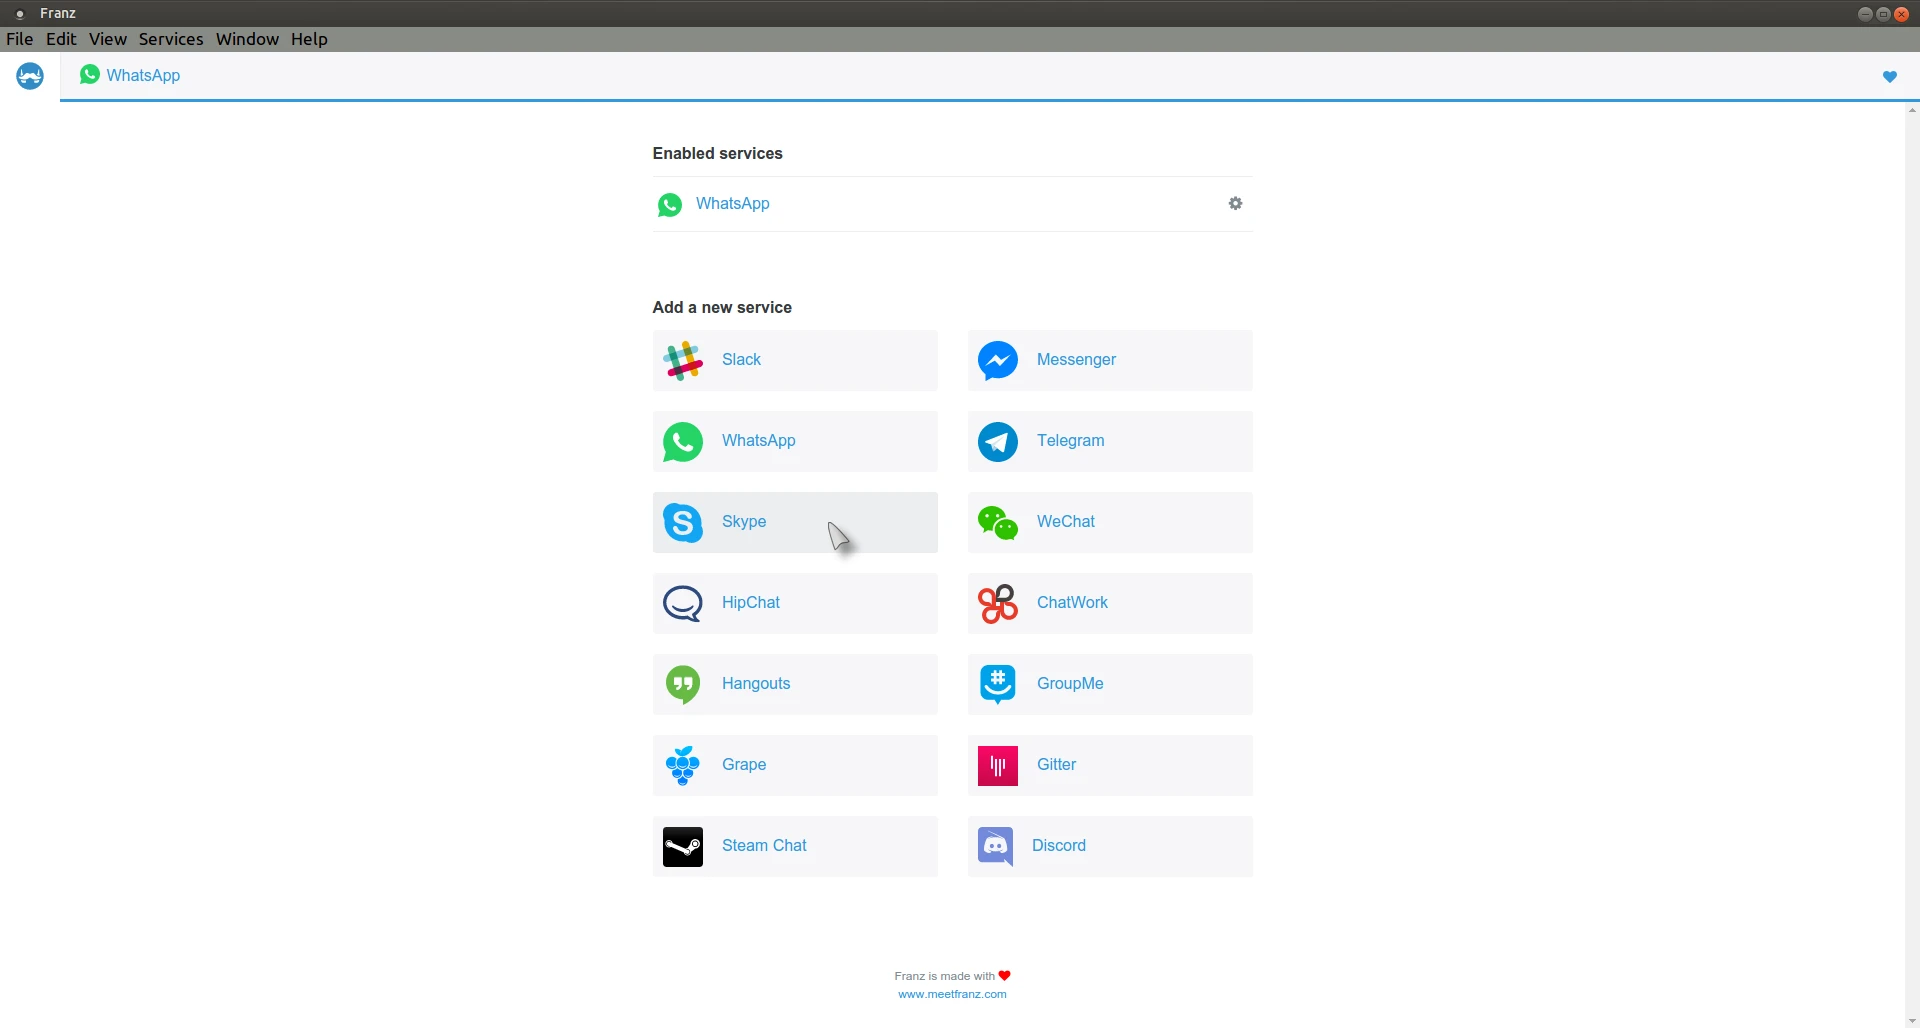 Franz
File Edit View Services Window Help
WhatsApp
Enabled services
WhatsApp
Add a new service
Slack
Messenger
WhatsApp
Telegram
Skype
WeChat
HipChat
ChatWork
Hangouts
GroupMe
Grape
Gitter
Steam Chat
Discord
Franz is made with
www.meetfranz.com